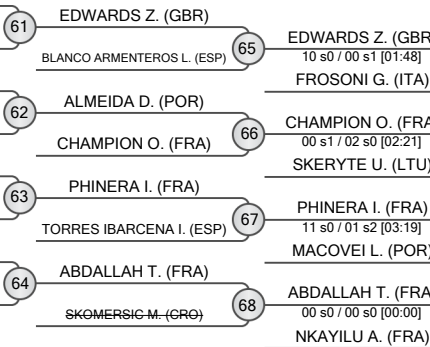 61
EDWARDS Z. (GBR)
BLANCO ARMENTEROS L. (ESP)
65
EDWARDS Z. (GBR
10 s0 / 00 s1 [01:48]
FROSONI G. (ITA)
62
ALMEIDA D. (POR)
CHAMPION O. (FRA)
66
CHAMPION O. (FRA
00 s1 / 02 s0 [02:21]
SKERYTE U. (LTU)
63
PHINERA I. (FRA)
TORRES IBARCENA I. (ESP)
67
PHINERA I. (FRA)
11 s0 / 01 s2 [03:19]
MACOVEI L. (POR)
64
ABDALLAH T. (FRA)
SKOMERSIC M. (CRO)
68
ABDALLAH T. (FRA
00 s0 / 00 s0 [00:00]
NKAYILU A. (FRA)